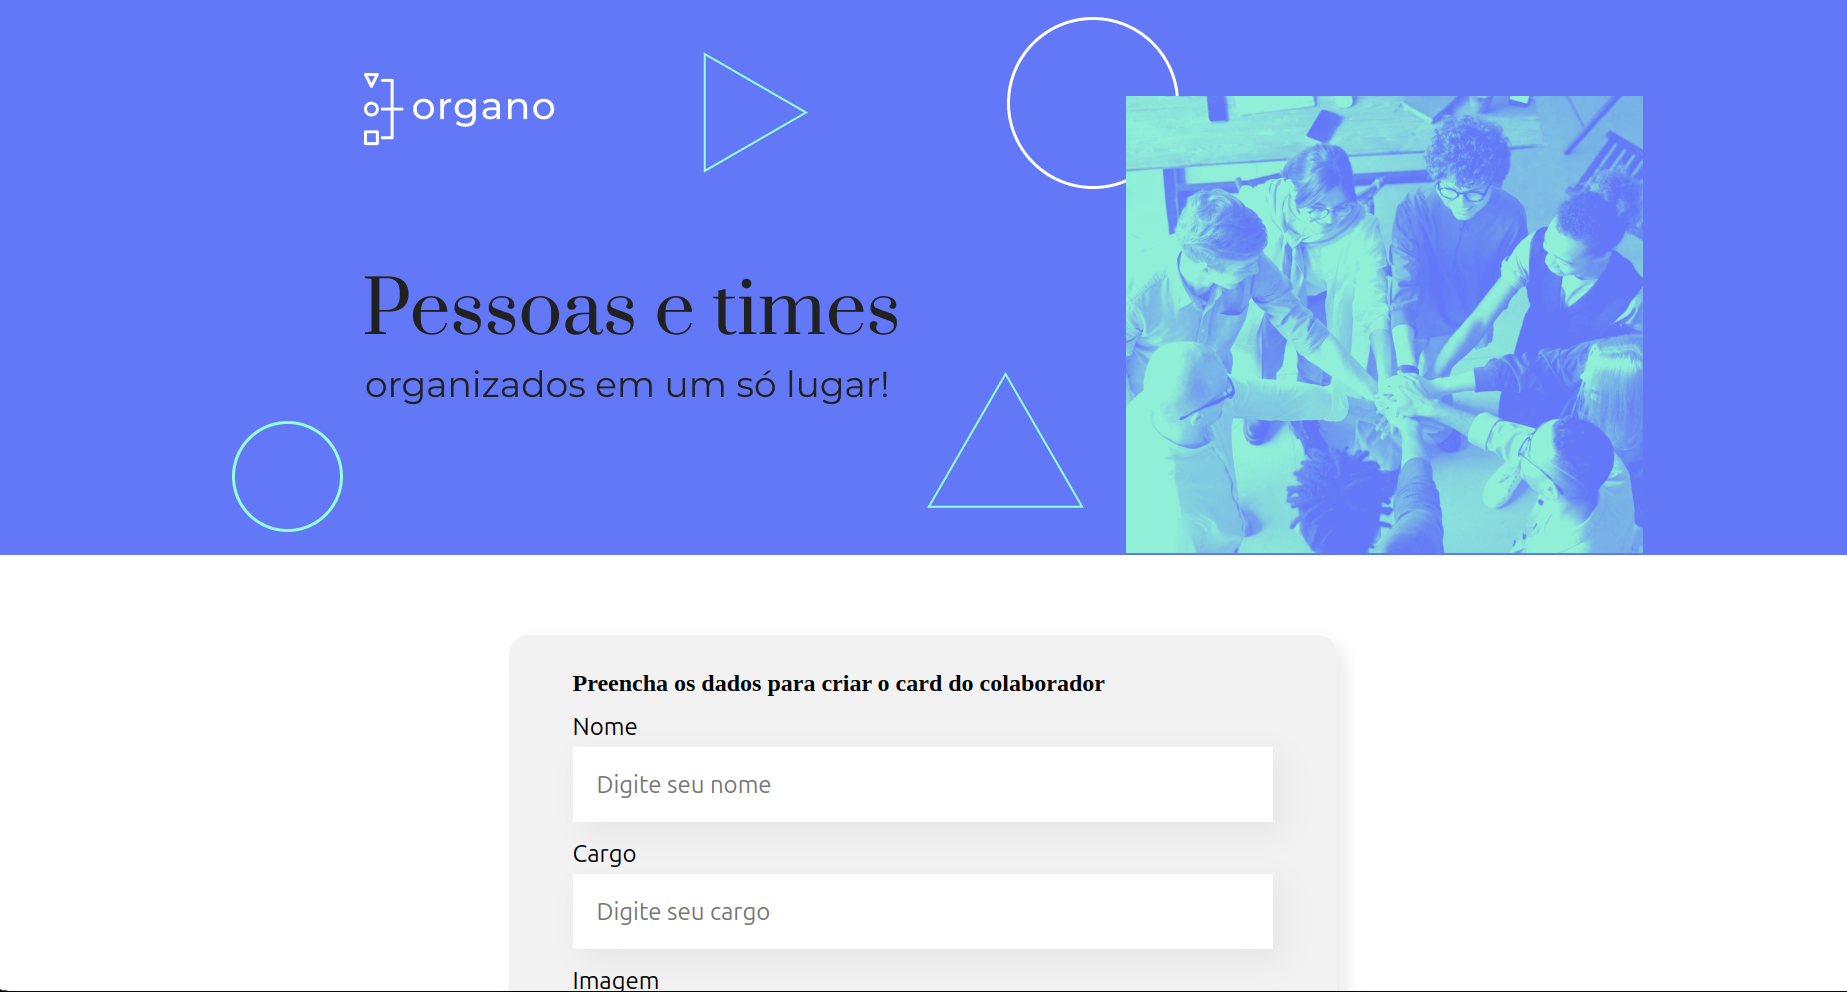 organo
Pessoas e times
organizados em um só lugar!
Preencha os dados para criar o card do colaborador
Nome
Digite seu nome
Cargo
Digite seu cargo
Imagem